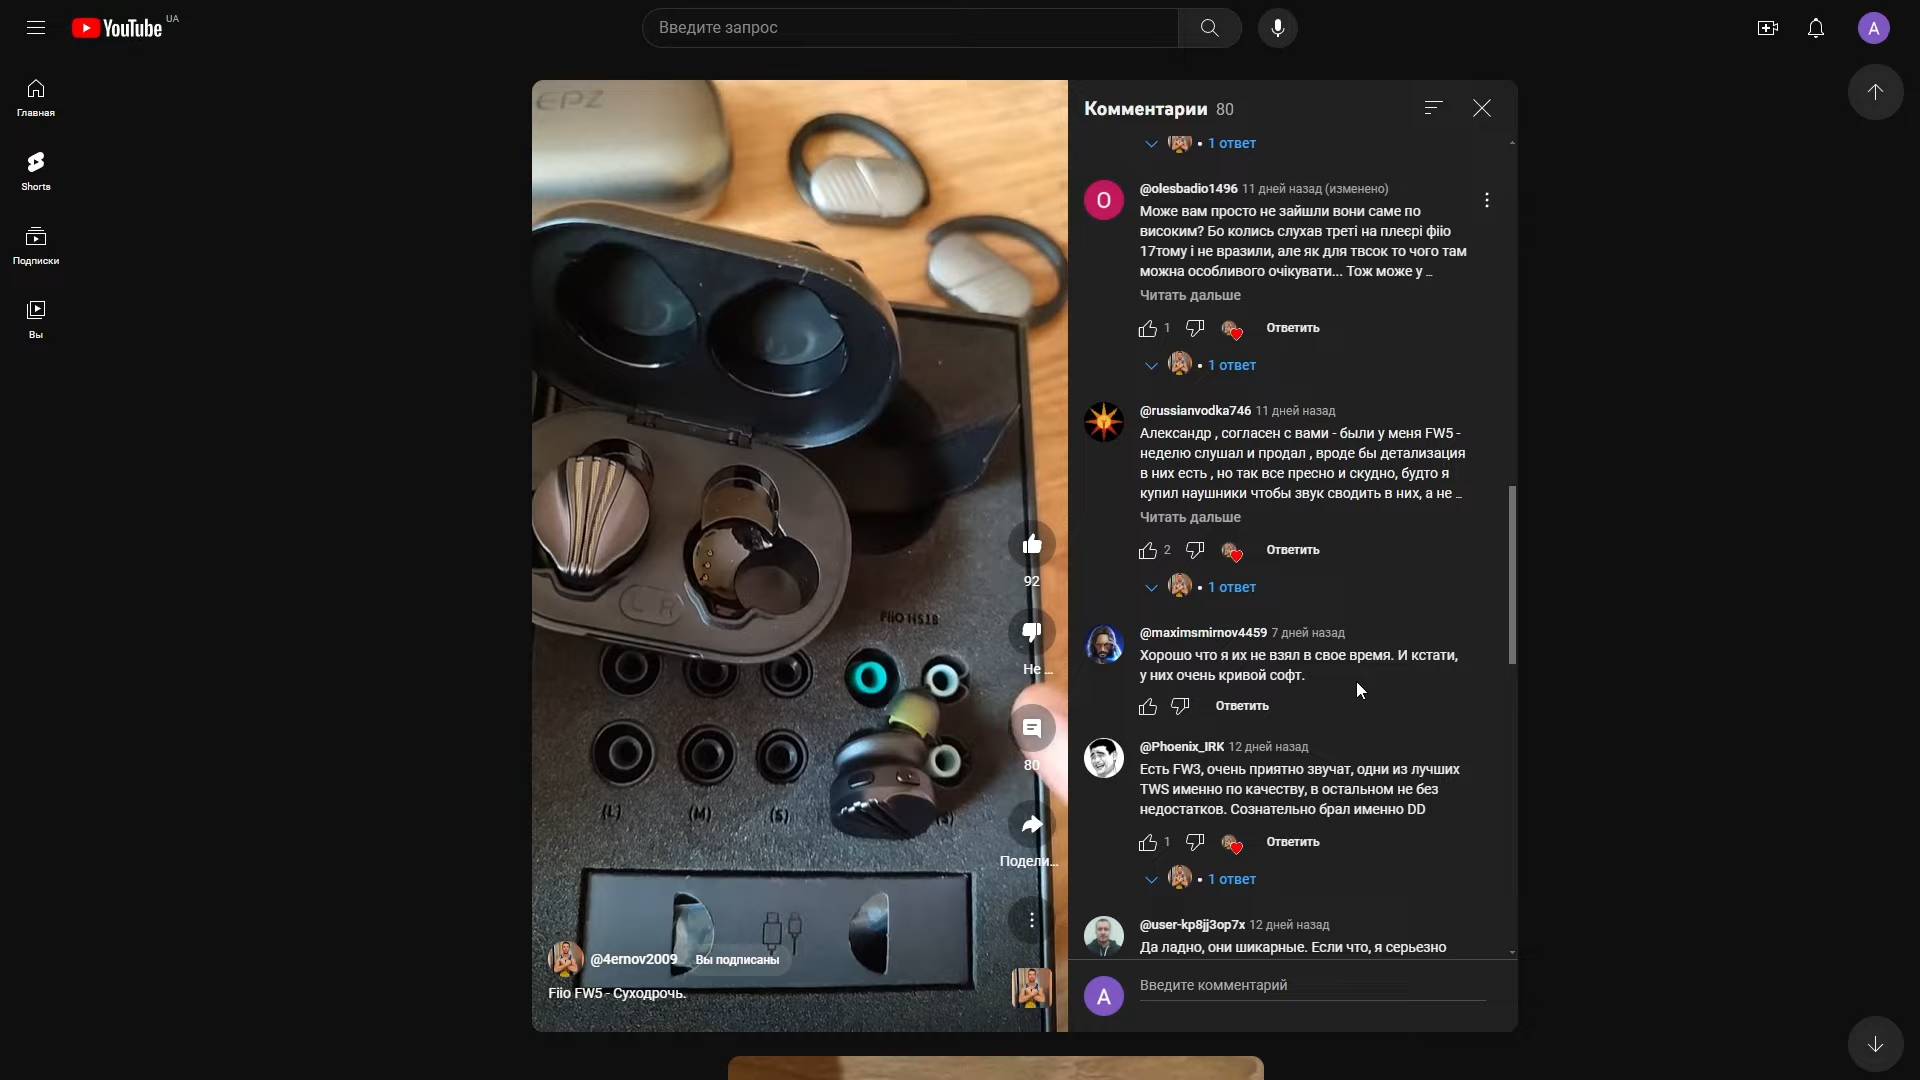 YouTube
UA
Введите запрос
A
Главная
Shorts
Подписки
Вы
EPZ
L R
FiiO HS18
(L)
(M)
(S)
92
Не ...
80
Подели...
@4ernov2009 Вы подписаны
Fiio FW5 - Суходрочь.
Комментарии 80
• 1 ответ
O
@olesbadio1496 11 дней назад (изменено)
Може вам просто не зайшли вони саме по
високим? Бо колись слухав треті на плеєрі фііо
17тому і не вразили, але як для твсок то чого там
можна особливого очікувати... Тож може у ...
Читать дальше
1 Ответить
• 1 ответ
@russianvodka746 11 дней назад
Александр , согласен с вами - были у меня FW5 -
неделю слушал и продал , вроде бы детализация
в них есть , но так все пресно и скудно, будто я
купил наушники чтобы звук сводить в них, а не ...
Читать дальше
2 Ответить
• 1 ответ
@maximsmirnov4459 7 дней назад
Хорошо что я их не взял в свое время. И кстати,
у них очень кривой софт.
Ответить
@Phoenix_IRK 12 дней назад
Есть FW3, очень приятно звучат, одни из лучших
TWS именно по качеству, в остальном не без
недостатков. Сознательно брал именно DD
1 Ответить
• 1 ответ
@user-kp8jj3op7x 12 дней назад
Да ладно, они шикарные. Если что, я серьезно
A
Введите комментарий